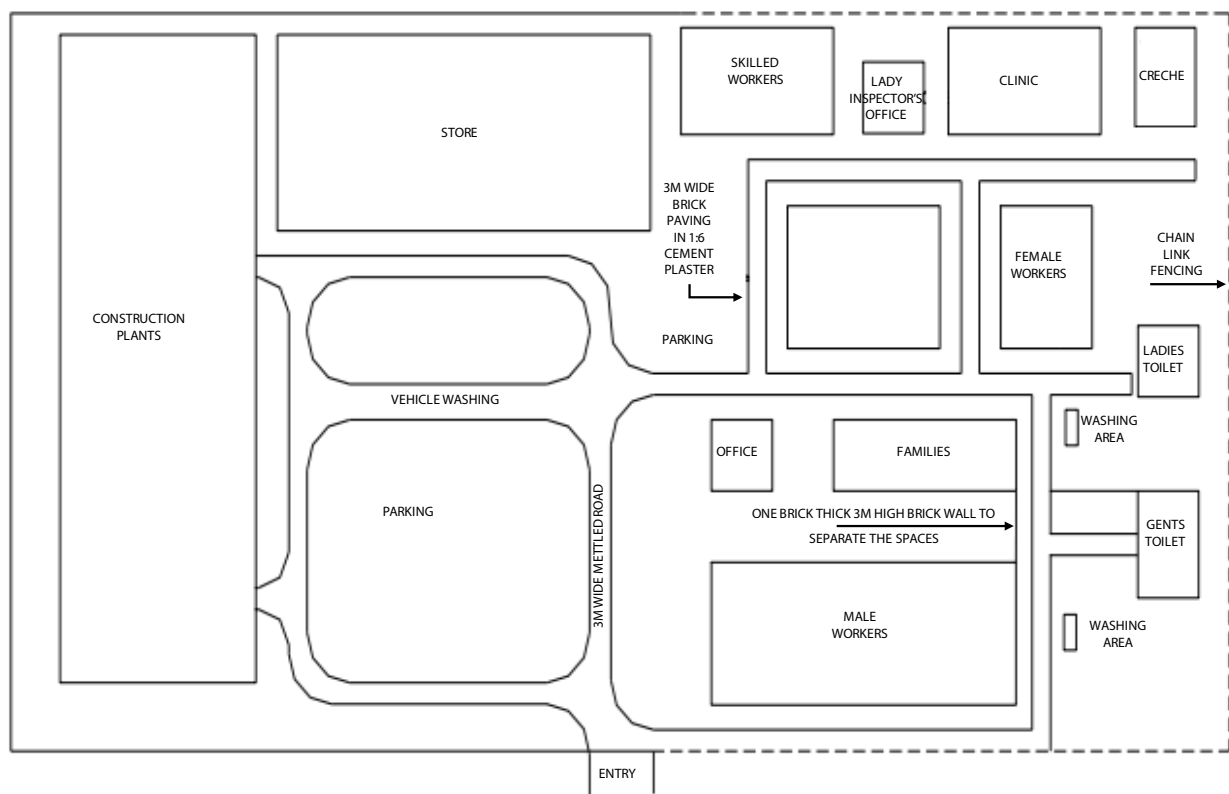 SKILLED
WORKERS
LADY
INSPECTOR'S
OFFICE
CLINIC
CRECHE
STORE
3M WIDE
BRICK
PAVING
IN 1:6
CEMENT
PLASTER
FEMALE
WORKERS
CHAIN
LINK
FENCING
CONSTRUCTION
PLANTS
PARKING
LADIES
TOILET
VEHICLE WASHING
WASHING
AREA
OFFICE
FAMILIES
PARKING
3M WIDE METTLED ROAD
ONE BRICK THICK 3M HIGH BRICK WALL TO
SEPARATE THE SPACES
GENTS
TOILET
MALE
WORKERS
WASHING
AREA
ENTRY